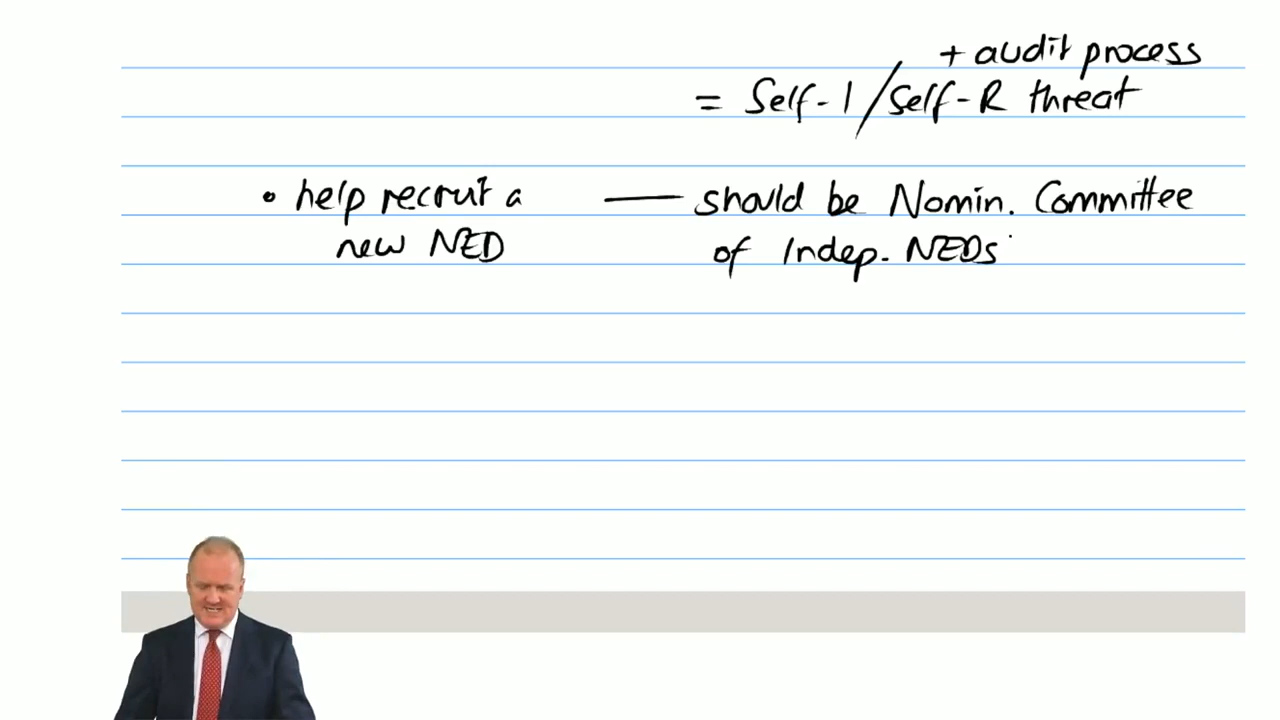 + audit process
= Self-I/Self-R threat
• help recruit a —— should be Nomin. Committee
new NED of Indep. NEDs